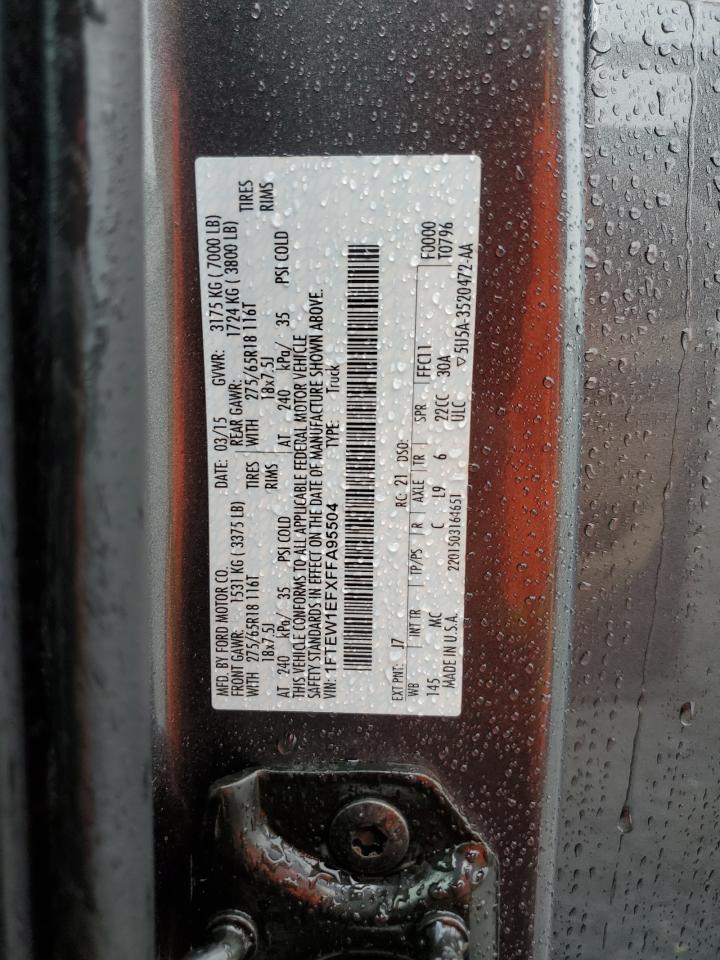 MFD. BY FORD MOTOR CO. DATE: 03/15 GVWR: 3175 KG ( 7000 LB)
FRONT GAWR: 1531 KG ( 3375 LB) REAR GAWR: 1724 KG ( 3800 LB)
WITH 275/65R18 116T TIRES WITH 275/65R18 116T TIRES
18x7.5J RIMS 18x7.5J RIMS
AT 240 kPa/ 35 PSI COLD AT 240 kPa/ 35 PSI COLD
THIS VEHICLE CONFORMS TO ALL APPLICABLE FEDERAL MOTOR VEHICLE
SAFETY STANDARDS IN EFFECT ON THE DATE OF MANUFACTURE SHOWN ABOVE.
VIN: 1FTEW1EFXFFA95504 TYPE: Truck
EXT PNT: J7 RC: 21 DSO: F0000
WB INT TR TP/PS R AXLE TR SPR FFC11 T0796
145 MC C L9 6 22CC 30A
MADE IN U.S.A. 2201503164651 ULC ▽5U5A-3520472-AA